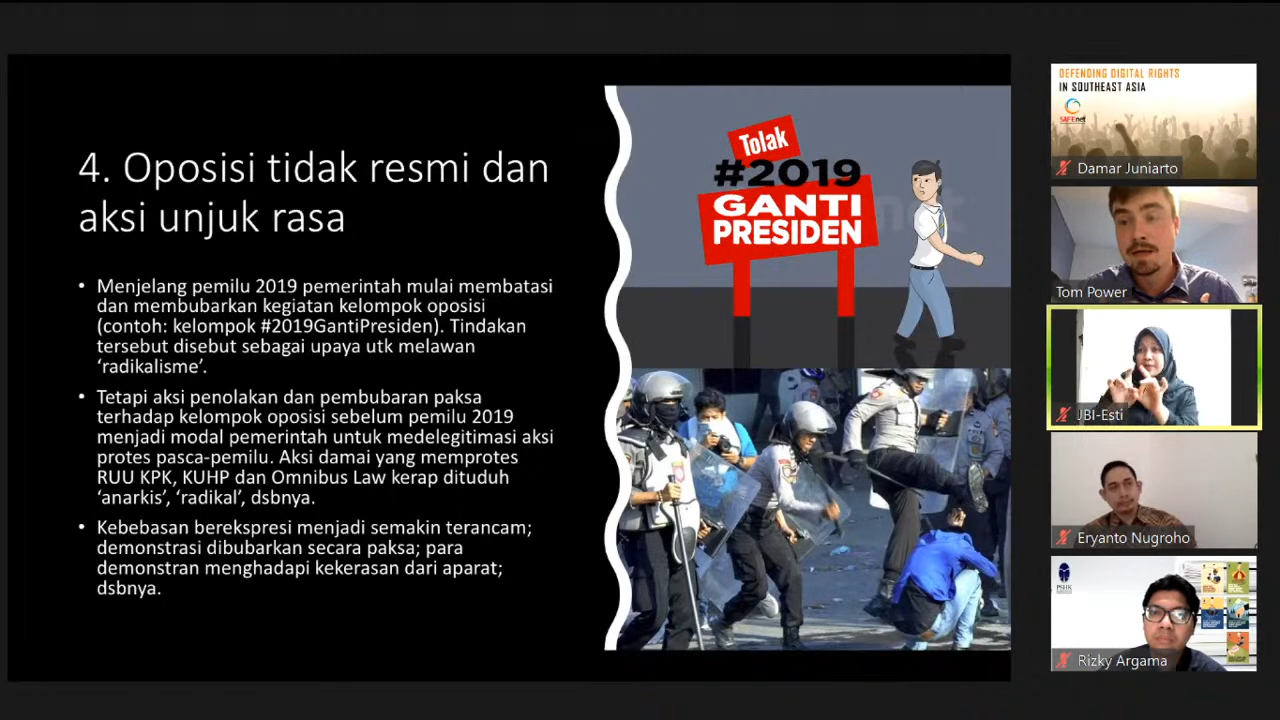 4. Oposisi tidak resmi dan
aksi unjuk rasa
• Menjelang pemilu 2019 pemerintah mulai membatasi
dan membubarkan kegiatan kelompok oposisi
(contoh: kelompok #2019GantiPresiden). Tindakan
tersebut disebut sebagai upaya utk melawan
‘radikalisme’.
• Tetapi aksi penolakan dan pembubaran paksa
terhadap kelompok oposisi sebelum pemilu 2019
menjadi modal pemerintah untuk medelegitimasi aksi
protes pasca-pemilu. Aksi damai yang memprotes
RUU KPK, KUHP dan Omnibus Law kerap dituduh
‘anarkis’, ‘radikal’, dsbnya.
• Kebebasan berekspresi menjadi semakin terancam;
demonstrasi dibubarkan secara paksa; para
demonstran menghadapi kekerasan dari aparat;
dsbnya.
Tolak
#2019
GANTI
PRESIDEN
DEFENDING DIGITAL RIGHTS
IN SOUTHEAST ASIA
SAFEnet
Damar Juniarto
Tom Power
JBI-Esti
Eryanto Nugroho
PSHK
Rizky Argama